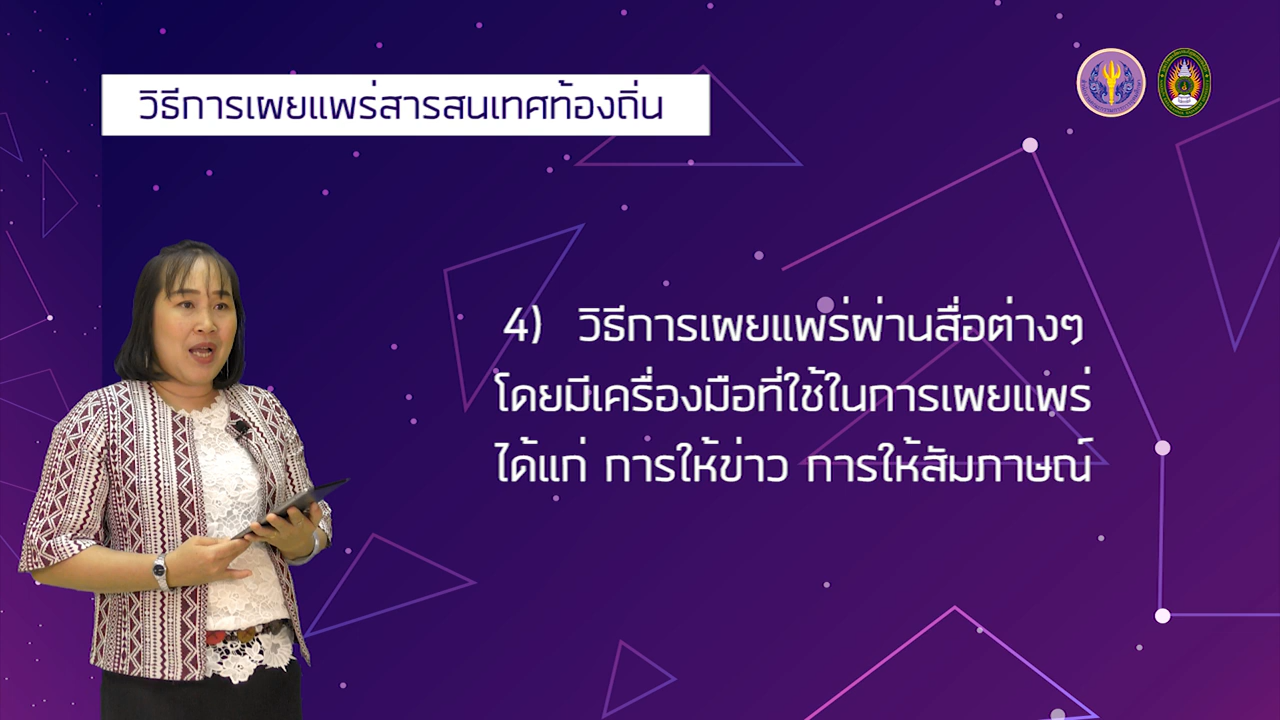 วิธีการเผยแพร่สารสนเทศท้องถิ่น
4) วิธีการเผยแพร่ผ่านสื่อต่างๆ
โดยมีเครื่องมือที่ใช้ในการเผยแพร่
ได้แก่ การให้ข่าว การให้สัมภาษณ์